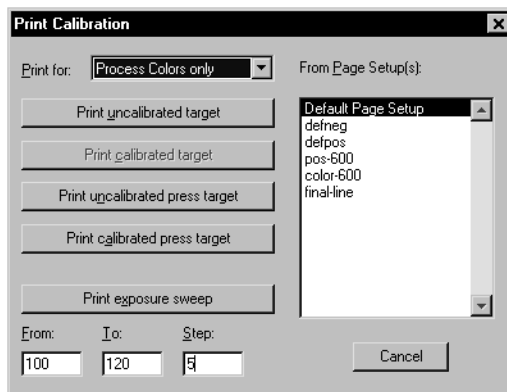 Print Calibration
Print for: Process Colors only
Print uncalibrated target
Print calibrated target
Print uncalibrated press target
Print calibrated press target
Print exposure sweep
From: To: Step:
100 120 5
From Page Setup(s):
Default Page Setup
defneg
defpos
pos-600
color-600
final-line
Cancel